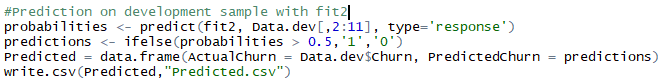 #Prediction on development sample with fit2
probabilities <- predict(fit2, Data.dev[,2:11], type='response')
predictions <- ifelse(probabilities > 0.5,'1','0')
Predicted = data.frame(ActualChurn = Data.dev$Churn, PredictedChurn = predictions)
write.csv(Predicted,"Predicted.csv")